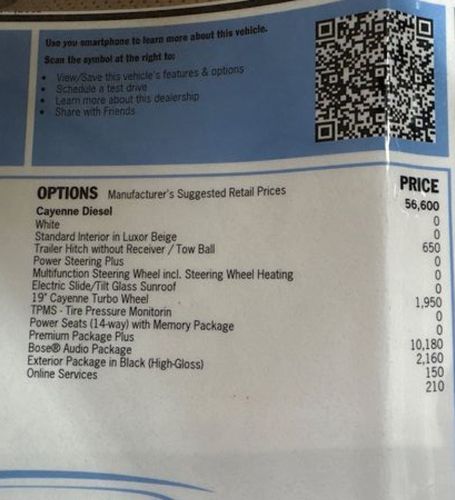 Use you smartphone to learn more about this vehicle.
Scan the symbol at the right to:
• View/Save this vehicle's features & options
• Schedule a test drive
• Learn more about this dealership
• Share with Friends
OPTIONS Manufacturer's Suggested Retail Prices PRICE
Cayenne Diesel 56,600
White 0
Standard Interior in Luxor Beige 0
Trailer Hitch without Receiver / Tow Ball 650
Power Steering Plus 0
Multifunction Steering Wheel incl. Steering Wheel Heating 0
Electric Slide/Tilt Glass Sunroof 0
19" Cayenne Turbo Wheel 1,950
TPMS - Tire Pressure Monitorin 0
Power Seats (14-way) with Memory Package 0
Premium Package Plus 10,180
Bose® Audio Package 2,160
Exterior Package in Black (High-Gloss) 150
Online Services 210